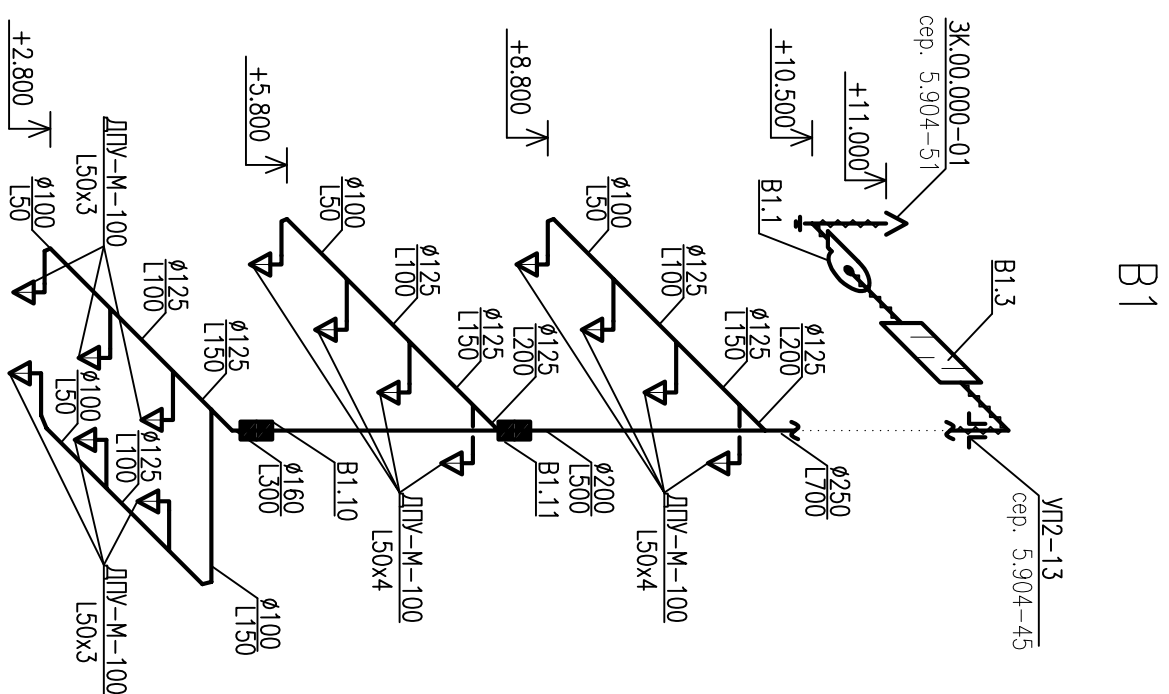 В1
ЗК.00.000-01
сер. 5.904-51
+11.000
+10.500
В1.1
В1.3
УП2-13
сер. 5.904-45
+8.800
ø100
L50
ø125
L100
ø125
L150
ø125
L200
ø250
L700
ДПУ-М-100
L50x4
ø200
L500
В1.11
+5.800
ø100
L50
ø125
L100
ø125
L150
ø125
L200
ДПУ-М-100
L50x4
В1.10
ø160
L300
+2.800
ДПУ-М-100
L50x3
ø100
L50
ø125
L100
ø125
L150
ø100
L50
ø125
L100
ø100
L150
ДПУ-М-100
L50x3